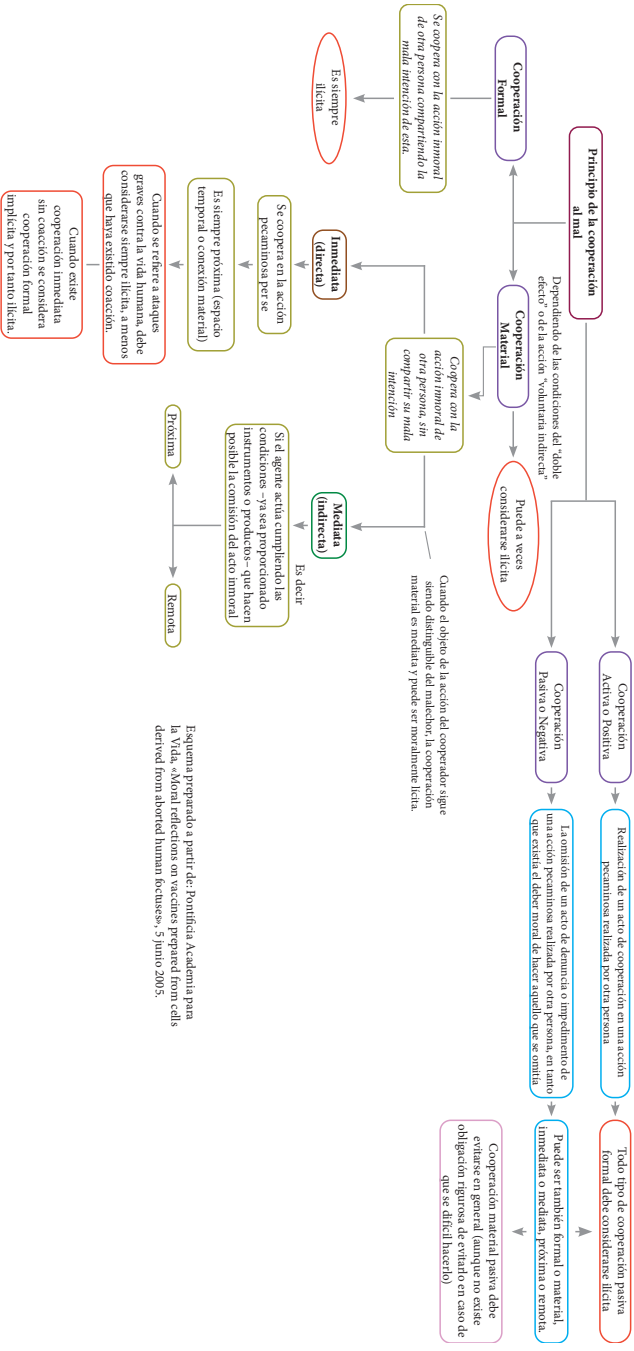 Principio de la cooperación
al mal
Cooperación
Formal
Se coopera con la acción inmoral
de otra persona compartiendo la
mala intención de esta.
Es siempre
ilícita
Dependiendo de las condiciones del “doble
efecto” o de la acción “voluntaria indirecta”
Cooperación
Material
Puede a veces
considerarse ilícita
Coopera con la
acción inmoral de
otra persona, sin
compartir su mala
intención
Inmediata
(directa)
Se coopera en la acción
pecaminosa per se
Es siempre próxima (espacio
temporal o conexión material)
Cuando se refiere a ataques
graves contra la vida humana, debe
considerarse siempre ilícita, a menos
que haya existido coacción.
Cuando existe
cooperación inmediata
sin coacción se considera
cooperación formal
implícita y por tanto ilícita.
Cuando el objeto de la acción del cooperador sigue
siendo distinguible del malechor, la cooperación
material es mediata y puede ser moralmente lícita.
Mediata
(indirecta)
Es decir
Si el agente actúa cumpliendo las
condiciones –ya sea proporcionado
instrumentos o productos– que hacen
posible la comisión del acto inmoral
Próxima
Remota
Cooperación
Activa o Positiva
Realización de un acto de cooperación en una acción
pecaminosa realizada por otra persona
Cooperación
Pasiva o Negativa
La omisión de un acto de denuncia o impedimento de
una acción pecaminosa realizada por otra persona, en tanto
que existía el deber moral de hacer aquello que se omitía
Todo tipo de cooperación pasiva
formal debe considerarse ilícita
Puede ser también formal o material,
inmediata o mediata, próxima o remota.
Cooperación material pasiva debe
evitarse en general (aunque no existe
obligación rigurosa de evitarlo en caso de
que se difícil hacerlo)
Esquema preparado a partir de: Pontificia Academia para
la Vida, «Moral reflections on vaccines prepared from cells
derived from aborted human foctuses», 5 junio 2005.